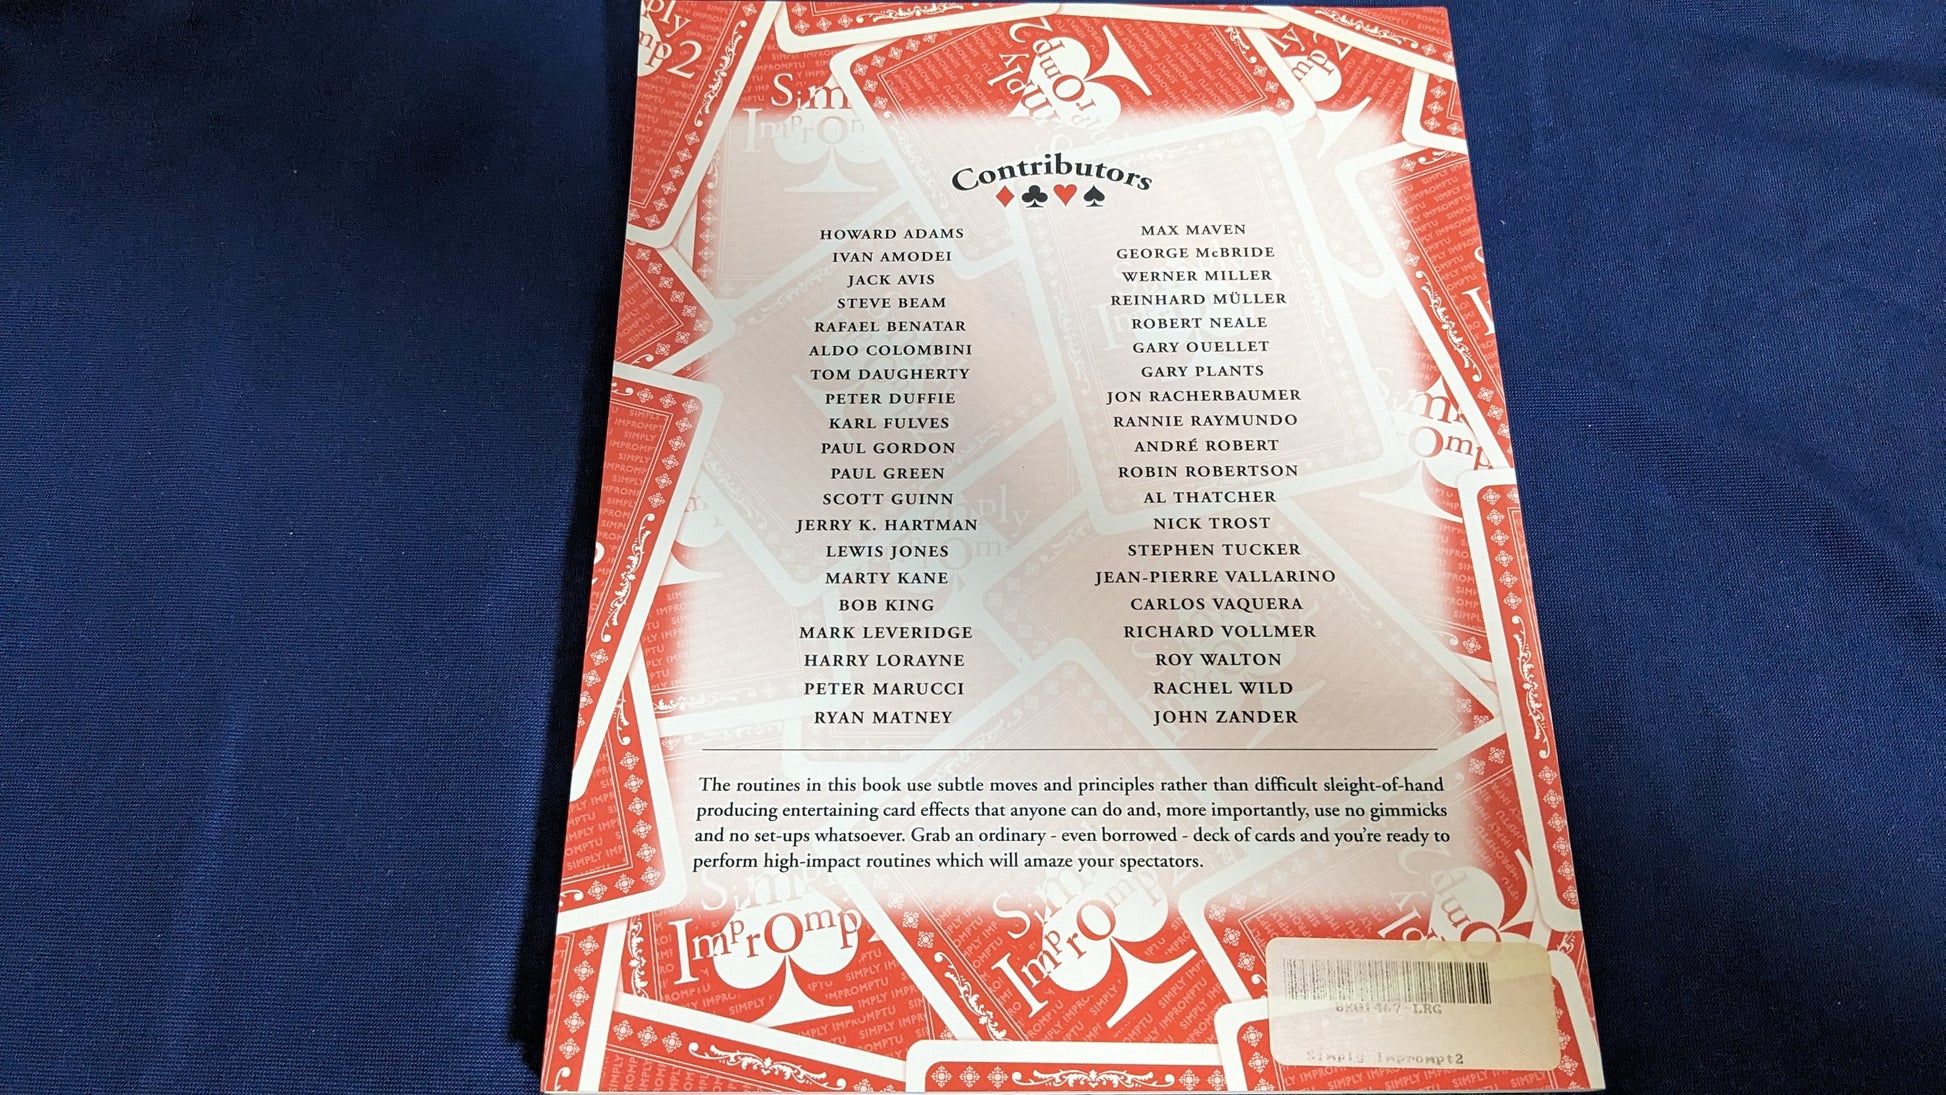 Contributors
HOWARD ADAMS
IVAN AMODEI
JACK AVIS
STEVE BEAM
RAFAEL BENATAR
ALDO COLOMBINI
TOM DAUGHERTY
PETER DUFFIE
KARL FULVES
PAUL GORDON
PAUL GREEN
SCOTT GUINN
JERRY K. HARTMAN
LEWIS JONES
MARTY KANE
BOB KING
MARK LEVERIDGE
HARRY LORAYNE
PETER MARUCCI
RYAN MATNEY
MAX MAVEN
GEORGE McBRIDE
WERNER MILLER
REINHARD MÜLLER
ROBERT NEALE
GARY OUELLET
GARY PLANTS
JON RACHERBAUMER
RANNIE RAYMUNDO
ANDRÉ ROBERT
ROBIN ROBERTSON
AL THATCHER
NICK TROST
STEPHEN TUCKER
JEAN-PIERRE VALLARINO
CARLOS VAQUERA
RICHARD VOLLMER
ROY WALTON
RACHEL WILD
JOHN ZANDER
The routines in this book use subtle moves and principles rather than difficult sleight-of-hand
producing entertaining card effects that anyone can do and, more importantly, use no gimmicks
and no set-ups whatsoever. Grab an ordinary - even borrowed - deck of cards and you're ready to
perform high-impact routines which will amaze your spectators.
Simply Imprompt2